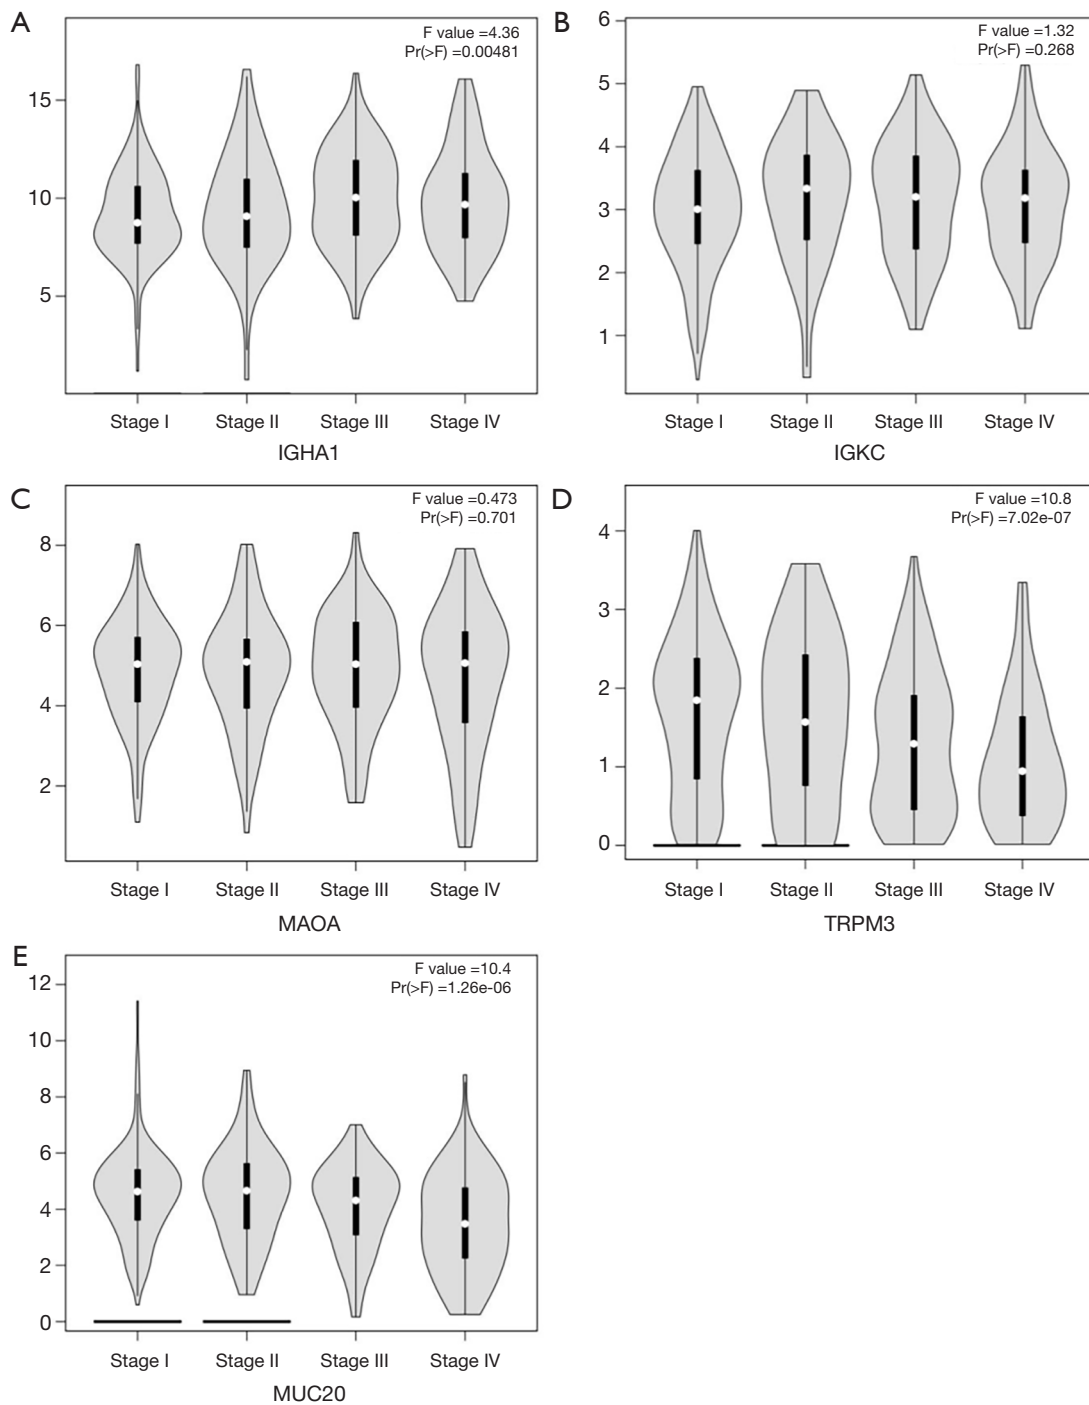 A
F value =4.36
Pr(>F) =0.00481
15
10
5
Stage I Stage II Stage III Stage IV
IGHA1
B
F value =1.32
Pr(>F) =0.268
6
5
4
3
2
1
Stage I Stage II Stage III Stage IV
IGKC
C
F value =0.473
Pr(>F) =0.701
8
6
4
2
Stage I Stage II Stage III Stage IV
MAOA
D
F value =10.8
Pr(>F) =7.02e-07
4
3
2
1
0
Stage I Stage II Stage III Stage IV
TRPM3
E
F value =10.4
Pr(>F) =1.26e-06
12
10
8
6
4
2
0
Stage I Stage II Stage III Stage IV
MUC20